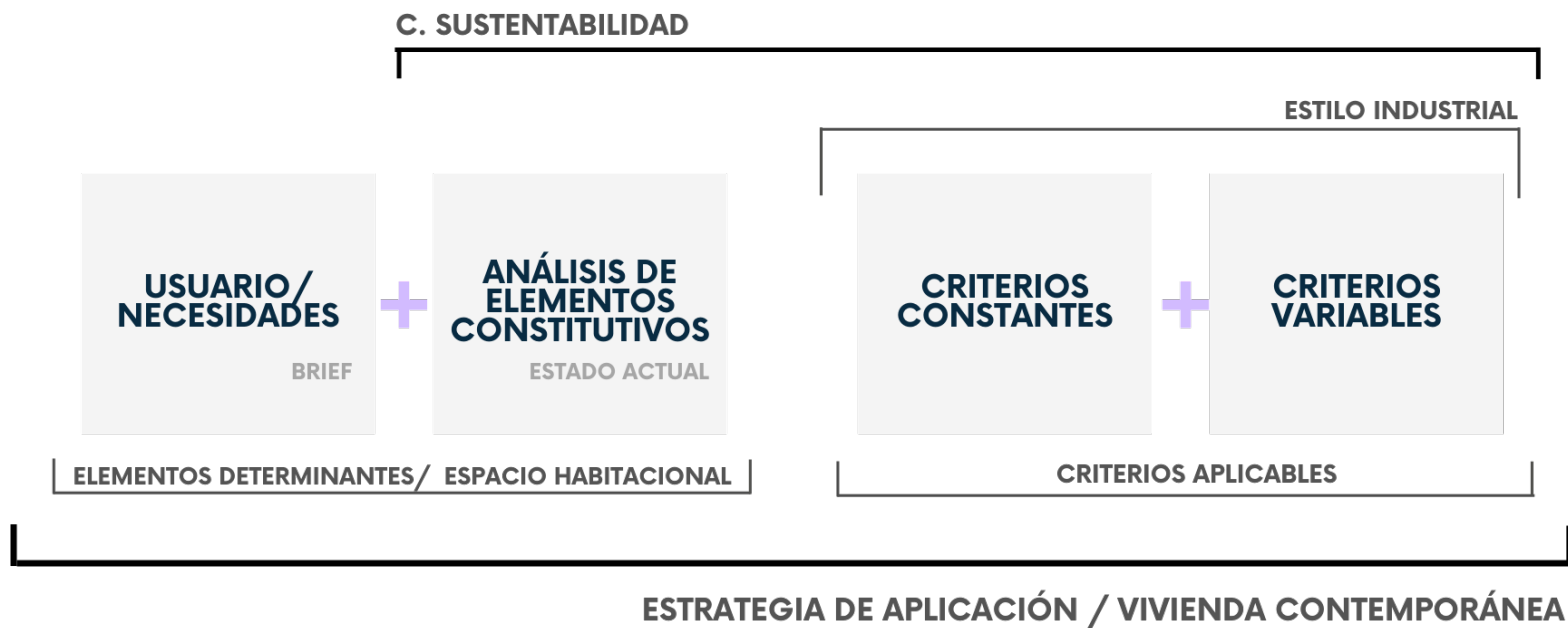 C. SUSTENTABILIDAD
ESTILO INDUSTRIAL
USUARIO/
NECESIDADES
BRIEF
+
ANÁLISIS DE
ELEMENTOS
CONSTITUTIVOS
ESTADO ACTUAL
CRITERIOS
CONSTANTES
+
CRITERIOS
VARIABLES
ELEMENTOS DETERMINANTES/ ESPACIO HABITACIONAL
CRITERIOS APLICABLES
ESTRATEGIA DE APLICACIÓN / VIVIENDA CONTEMPORÁNEA